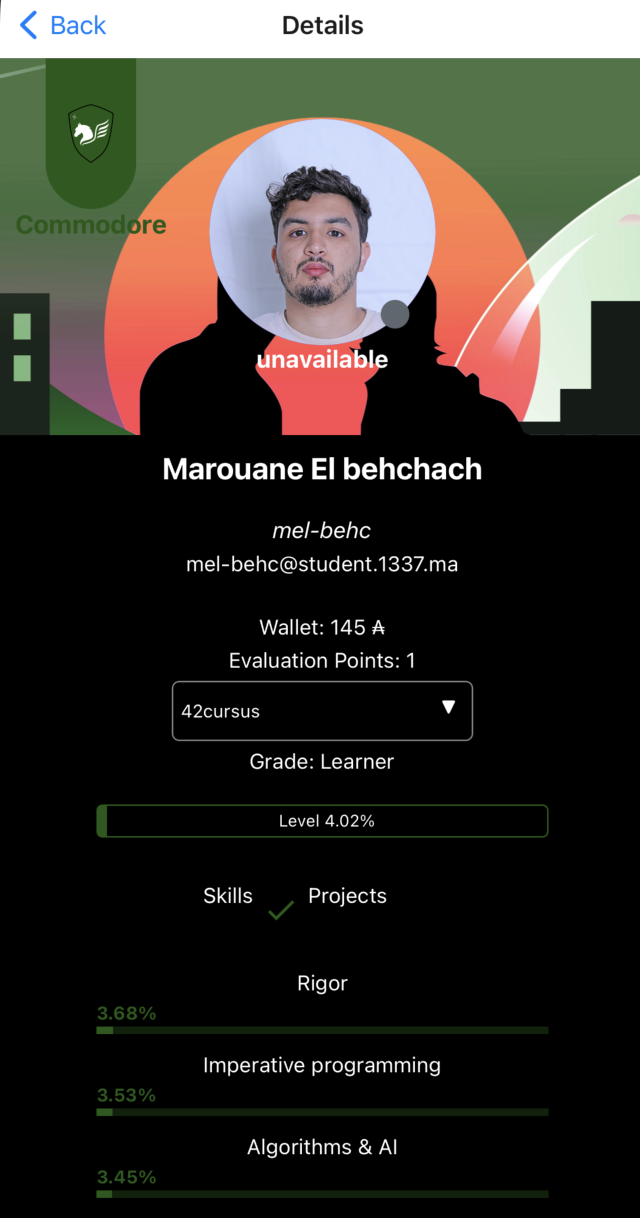 Back
Details
Commodore
unavailable
Marouane El behchach
mel-behc
mel-behc@student.1337.ma
Wallet: 145 ₳
Evaluation Points: 1
42cursus
Grade: Learner
Level 4.02%
Skills
Projects
Rigor
3.68%
Imperative programming
3.53%
Algorithms & AI
3.45%